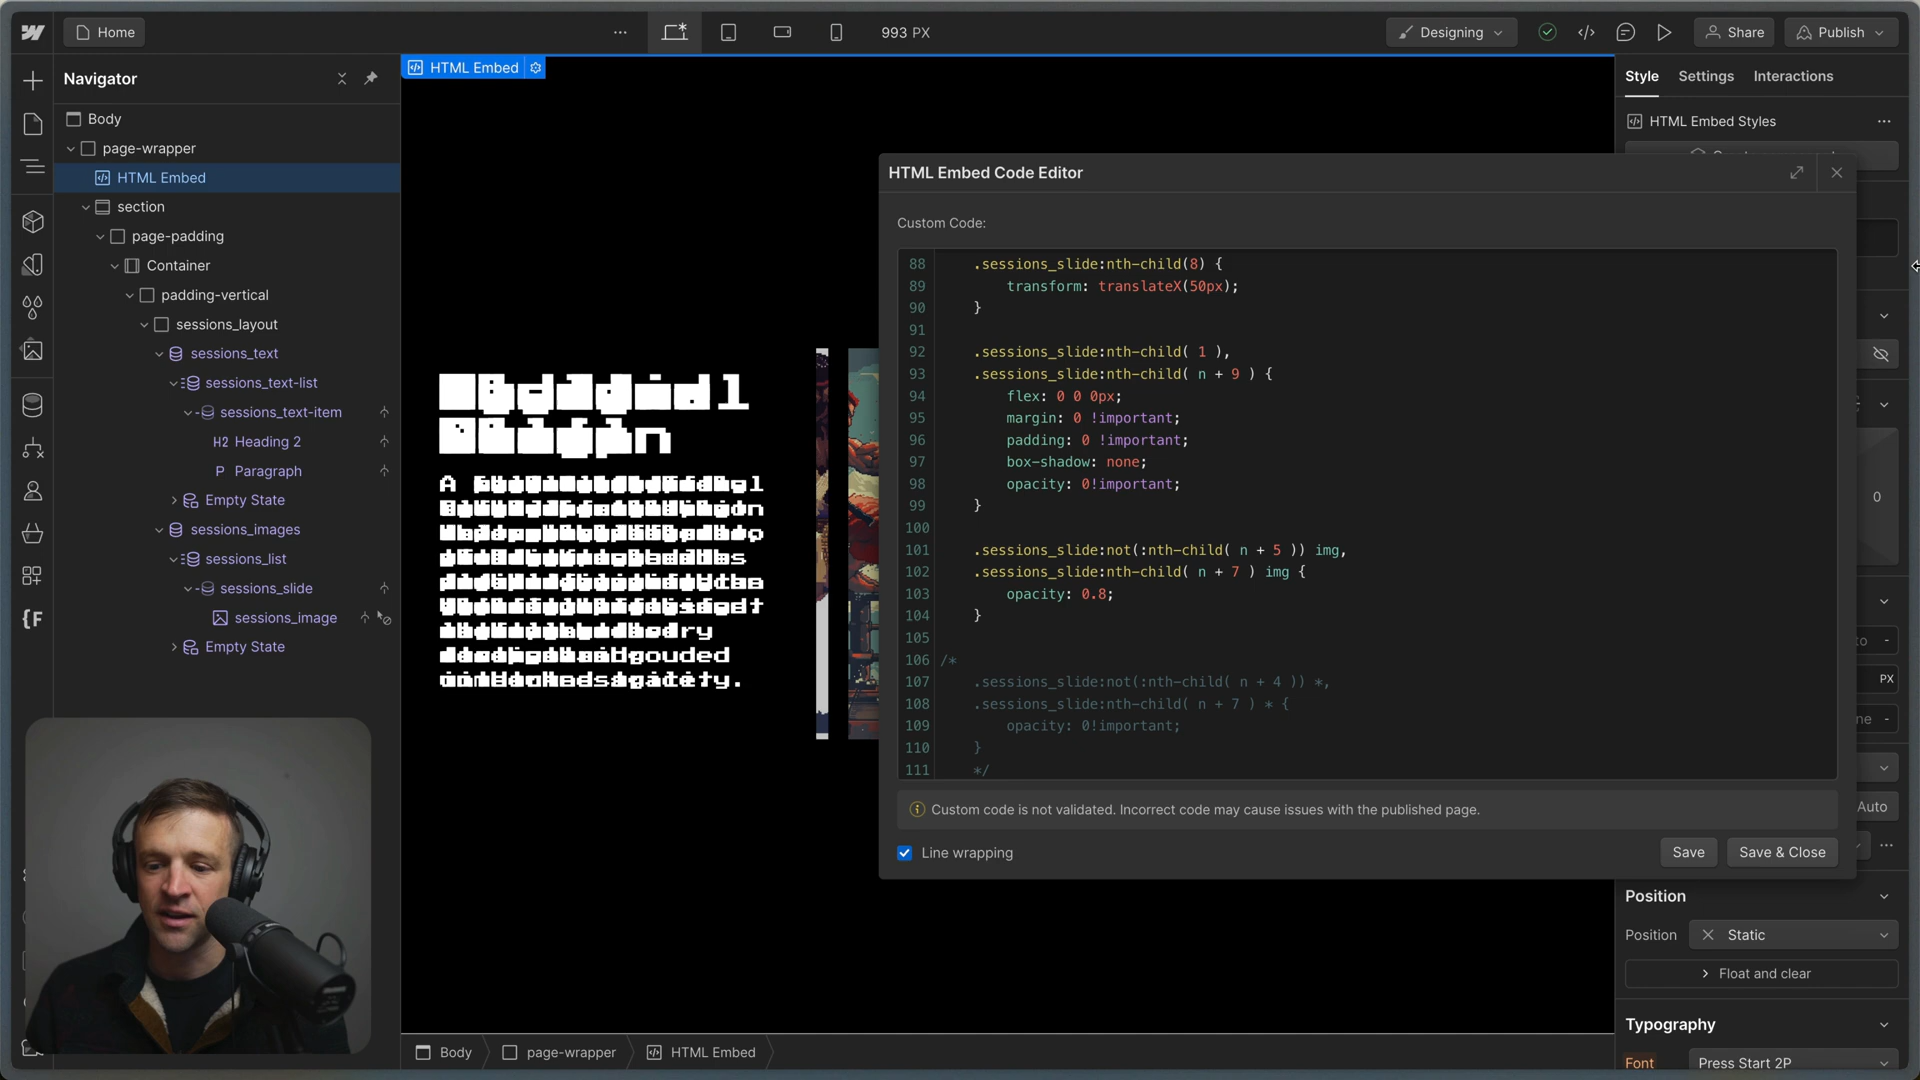 Home
993 PX
Designing
Share
Publish
Navigator
Body
page-wrapper
HTML Embed
section
page-padding
Container
padding-vertical
sessions_layout
sessions_text
sessions_text-list
sessions_text-item
H2 Heading 2
P Paragraph
Empty State
sessions_images
sessions_list
sessions_slide
sessions_image
Empty State
HTML Embed
HTML Embed Code Editor
Custom Code:
88 .sessions_slide:nth-child(8) {
89 transform: translateX(50px);
90 }
91
92 .sessions_slide:nth-child( 1 ),
93 .sessions_slide:nth-child( n + 9 ) {
94 flex: 0 0 0px;
95 margin: 0 !important;
96 padding: 0 !important;
97 box-shadow: none;
98 opacity: 0!important;
99 }
100
101 .sessions_slide:not(:nth-child( n + 5 )) img,
102 .sessions_slide:nth-child( n + 7 ) img {
103 opacity: 0.8;
104 }
105
106 /*
107 .sessions_slide:not(:nth-child( n + 4 )) *,
108 .sessions_slide:nth-child( n + 7 ) * {
109 opacity: 0!important;
110 }
111 */
Custom code is not validated. Incorrect code may cause issues with the published page.
Line wrapping
Save
Save & Close
Style
Settings
Interactions
HTML Embed Styles
0
PX
Auto
Position
Position
Static
Float and clear
Typography
Font
Press Start 2P
Body
page-wrapper
HTML Embed